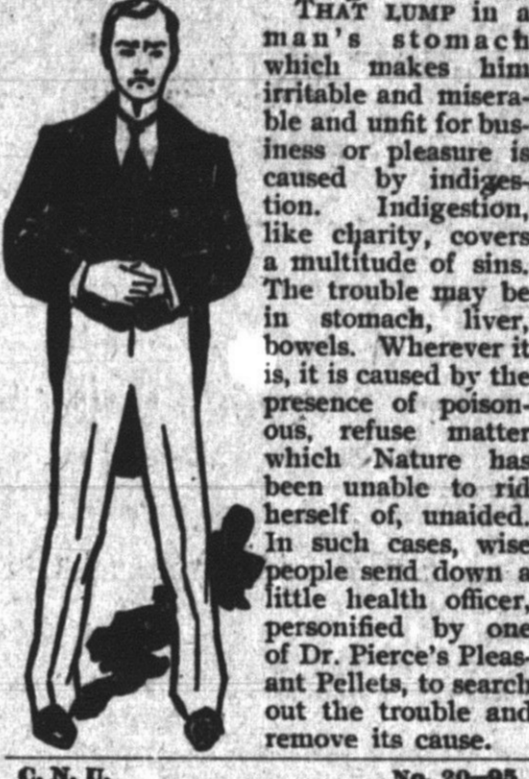 THAT LUMP in a
man's stomach
which makes him
irritable and misera-
ble and unfit for bus-
iness or pleasure is
caused by indiges-
tion. Indigestion,
like charity, covers
a multitude of sins.
The trouble may be
in stomach, liver,
bowels. Wherever it
is, it is caused by the
presence of poison-
ous, refuse matter
which Nature has
been unable to rid
herself of, unaided.
In such cases, wise
people send down a
little health officer,
personified by one
of Dr. Pierce's Pleas-
ant Pellets, to search
out the trouble and
remove its cause.
C. N. U. No. 30-95